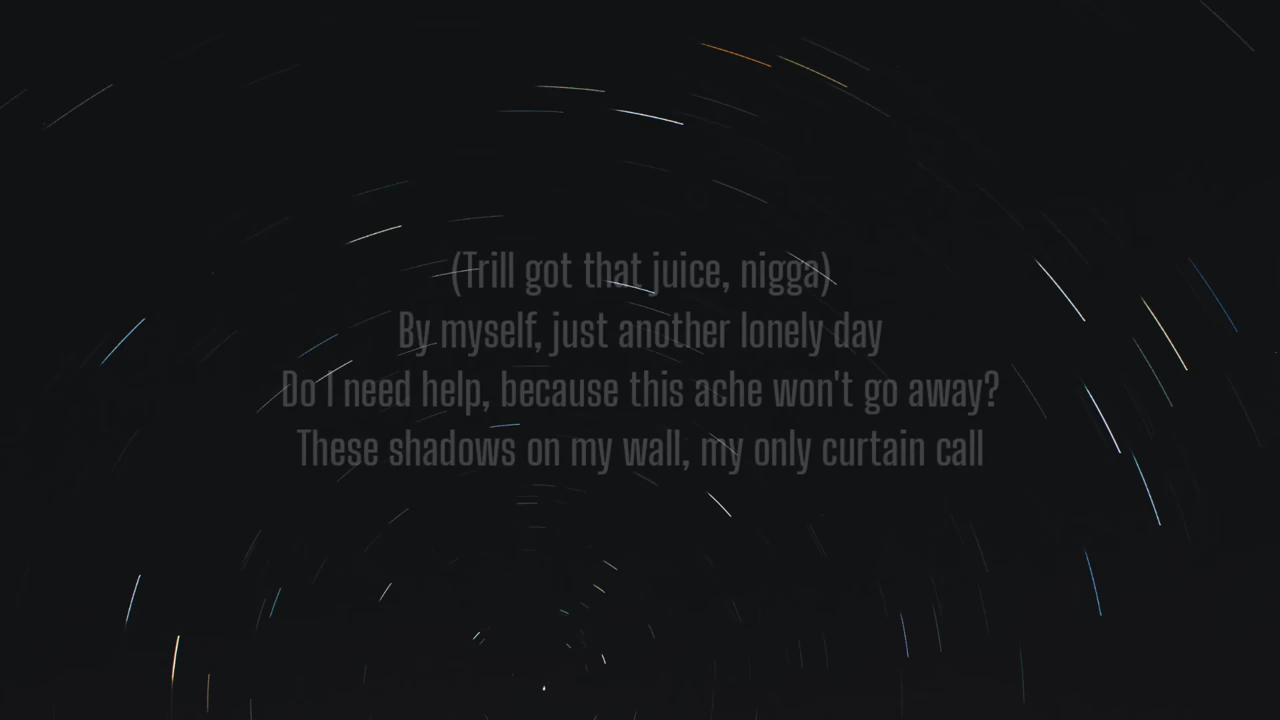 (Trill got that juice, nigga)
By myself, just another lonely day
Do I need help, because this ache won't go away?
These shadows on my wall, my only curtain call